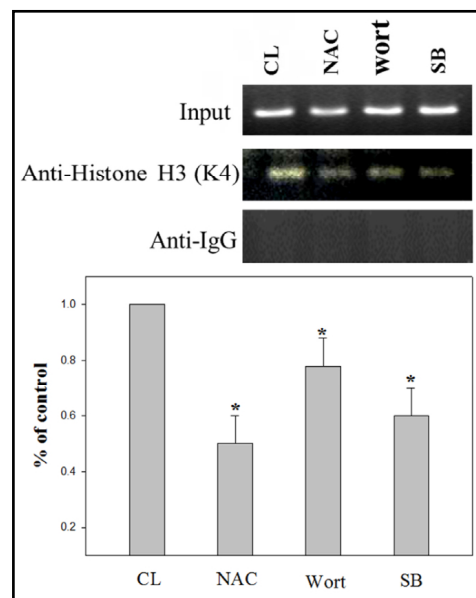 CL NAC wort SB
Input
Anti-Histone H3 (K4)
Anti-IgG
% of control
1.0
0.8
0.6
0.4
0.2
* * *
CL NAC Wort SB